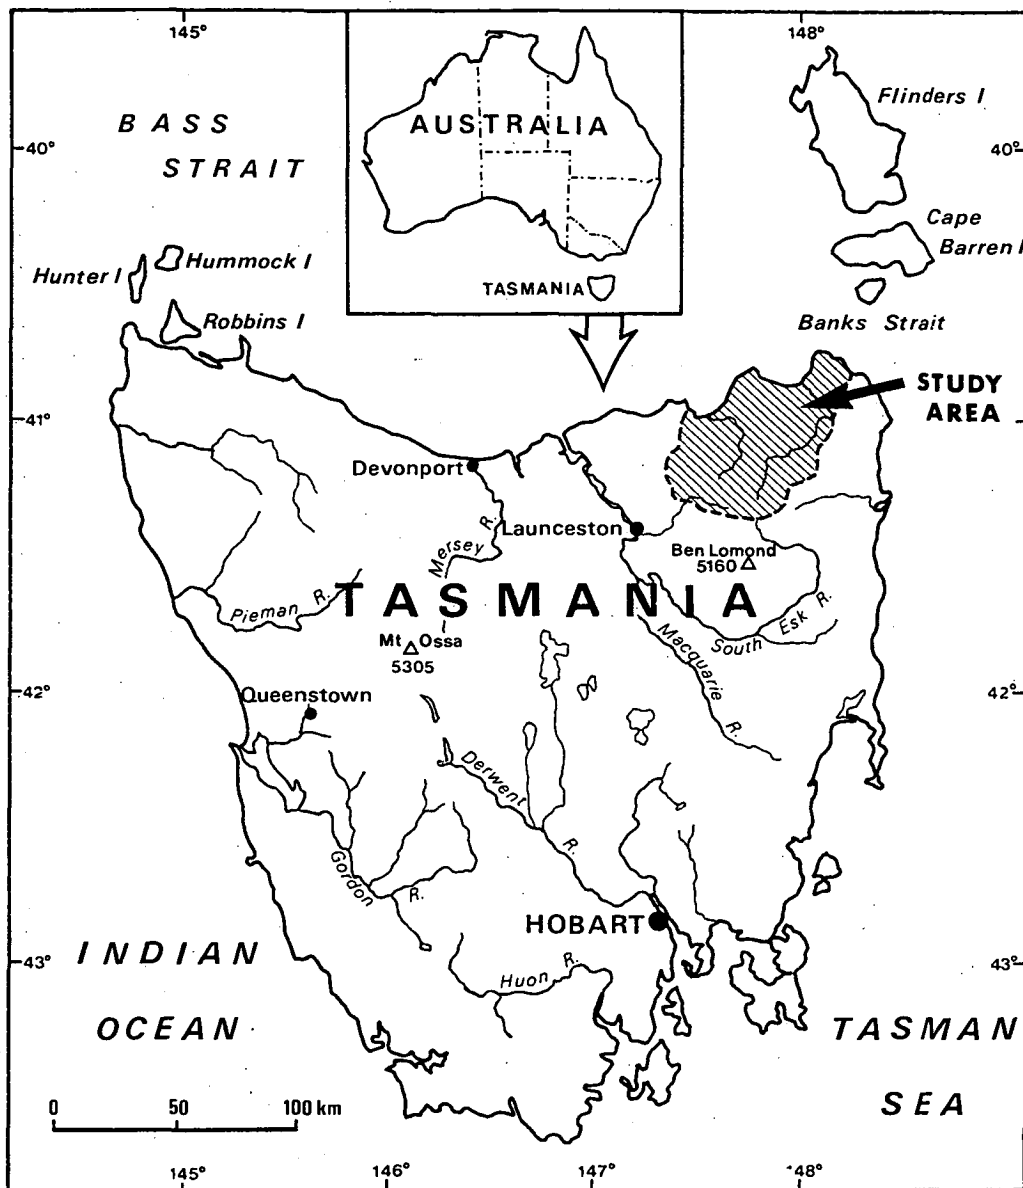 145°
148°
BASS
STRAIT
AUSTRALIA
TASMANIA
Flinders I
40°
40°
Cape
Barren I
Hunter I
Hummock I
Robbins I
Banks Strait
STUDY
AREA
41°
Devonport
Launceston
Mersey R.
Ben Lomond
5160
TASMANIA
Pieman R.
Mt Ossa
5305
South Esk R.
Macquarie R.
42°
42°
Queenstown
Derwent R.
Gordon R.
HOBART
INDIAN
OCEAN
43°
43°
Huon R.
TASMAN
SEA
0 50 100 km
145° 146° 147° 148°